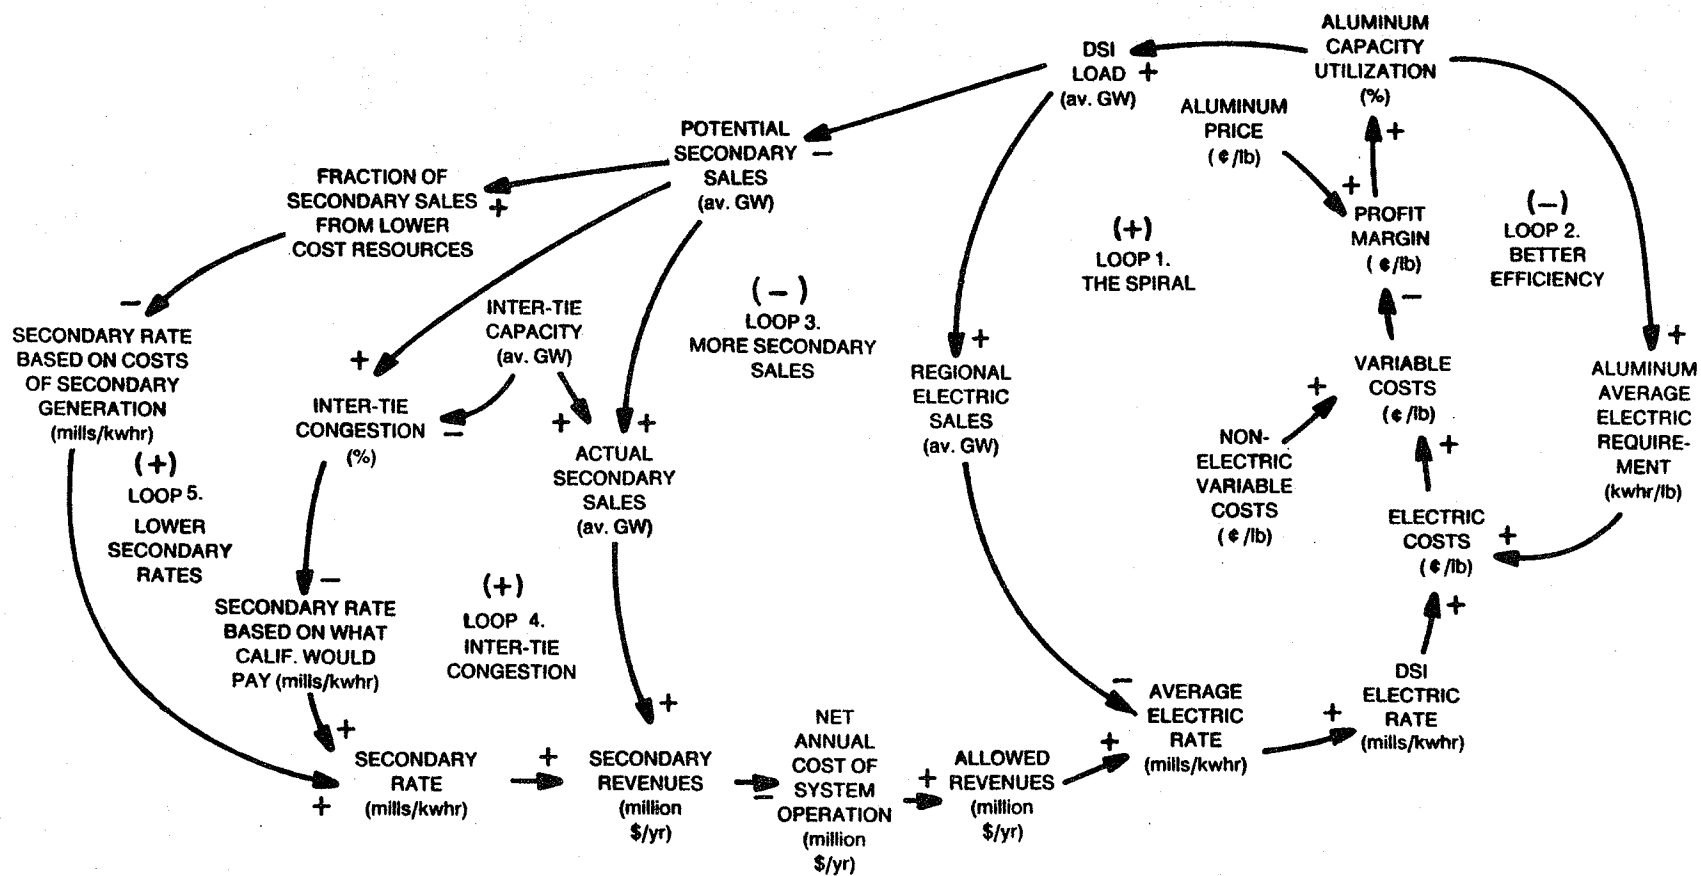 ALUMINUM
CAPACITY
UTILIZATION
(%)
+
DSI
LOAD +
(av. GW)
ALUMINUM
PRICE
(¢/lb)
POTENTIAL
SECONDARY
SALES
(av. GW)
−
FRACTION OF
SECONDARY SALES
FROM LOWER
COST RESOURCES
+
+
PROFIT
MARGIN
(¢/lb)
−
(−)
LOOP 2.
BETTER
EFFICIENCY
(+)
LOOP 1.
THE SPIRAL
(−)
LOOP 3.
MORE SECONDARY
SALES
INTER-TIE
CAPACITY
(av. GW)
−
SECONDARY RATE
BASED ON COSTS
OF SECONDARY
GENERATION
(mills/kwhr)
+
INTER-TIE
CONGESTION
(%)
−
+ +
ACTUAL
SECONDARY
SALES
(av. GW)
+
REGIONAL
ELECTRIC
SALES
(av. GW)
VARIABLE
COSTS
(¢/lb)
+
+
+
ALUMINUM
AVERAGE
ELECTRIC
REQUIRE-
MENT
(kwhr/lb)
NON-
ELECTRIC
VARIABLE
COSTS
(¢/lb)
ELECTRIC
COSTS
(¢/lb)
+
+
(+)
LOOP 5.
LOWER
SECONDARY
RATES
−
SECONDARY RATE
BASED ON WHAT
CALIF. WOULD
PAY (mills/kwhr)
(+)
LOOP 4.
INTER-TIE
CONGESTION
DSI
ELECTRIC
RATE
(mills/kwhr)
+
−
AVERAGE
ELECTRIC
RATE
(mills/kwhr)
+
+
+
SECONDARY
RATE
(mills/kwhr)
+
+
SECONDARY
REVENUES
(million
$/yr)
−
NET
ANNUAL
COST OF
SYSTEM
OPERATION
(million
$/yr)
+
ALLOWED
REVENUES
(million
$/yr)